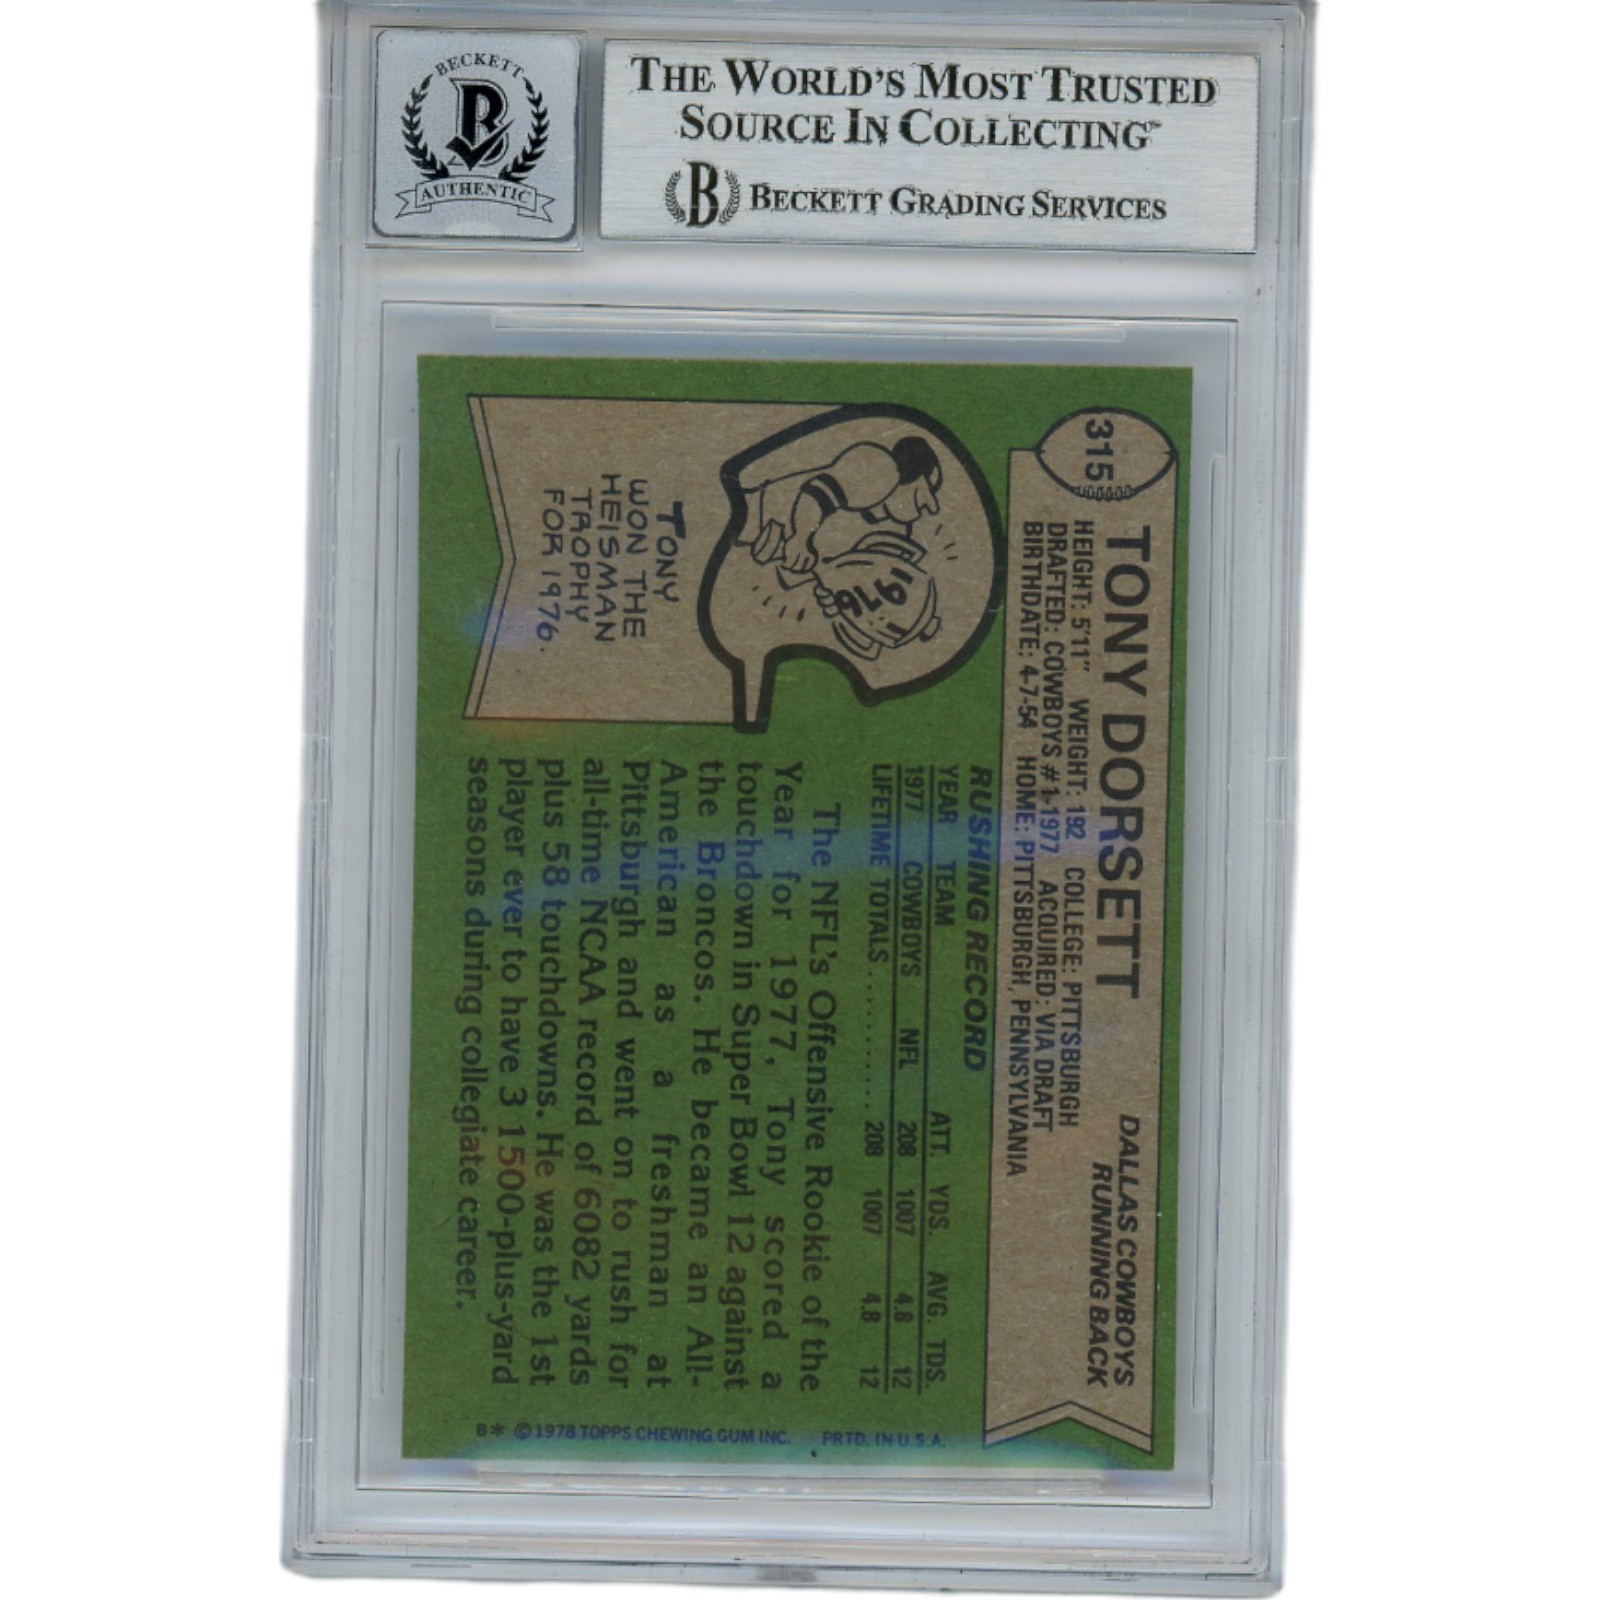 BECKETT
B
AUTHENTIC
THE WORLD'S MOST TRUSTED
SOURCE IN COLLECTING™
B BECKETT GRADING SERVICES
315
TONY DORSETT
DALLAS COWBOYS
RUNNING BACK
HEIGHT: 5'11" WEIGHT: 192 COLLEGE: PITTSBURGH
DRAFTED: COWBOYS #1-1977 ACQUIRED: VIA DRAFT
BIRTHDATE: 4-7-54 HOME: PITTSBURGH, PENNSYLVANIA
1976
TONY
WON THE
HEISMAN
TROPHY
FOR 1976.
RUSHING RECORD
YEAR TEAM ATT. YDS. AVG. TDS.
1977 COWBOYS NFL 208 1007 4.8 12
LIFETIME TOTALS .......... 208 1007 4.8 12
The NFL's Offensive Rookie of the
Year for 1977, Tony scored a
touchdown in Super Bowl 12 against
the Broncos. He became an All-
American as a freshman at
Pittsburgh and went on to rush for
all-time NCAA record of 6082 yards
plus 58 touchdowns. He was the 1st
player ever to have 3 1500-plus-yard
seasons during collegiate career.
B* ©1978 TOPPS CHEWING GUM INC. PRTD. IN U.S.A.